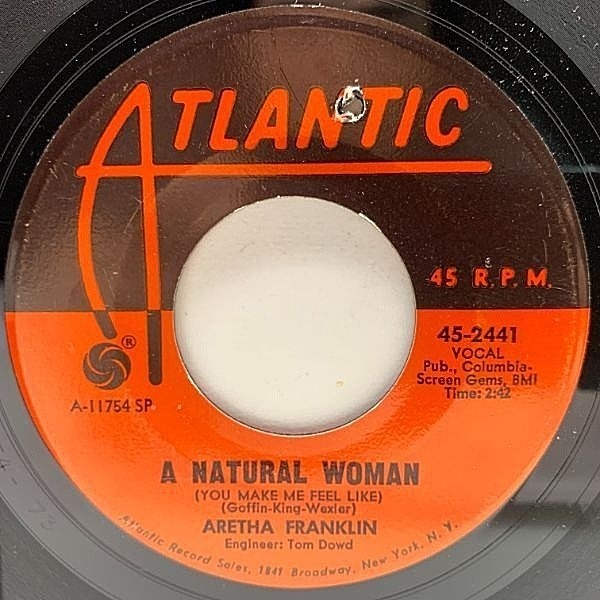 ATLANTIC
45 R.P.M.
45-2441
VOCAL
Pub., Columbia-
Screen Gems, BMI
Time: 2:42
®
A-11754 SP
A NATURAL WOMAN
(YOU MAKE ME FEEL LIKE)
(Goffin-King-Wexler)
ARETHA FRANKLIN
Engineer: Tom Dowd
Atlantic Record Sales, 1841 Broadway, New York, N. Y.